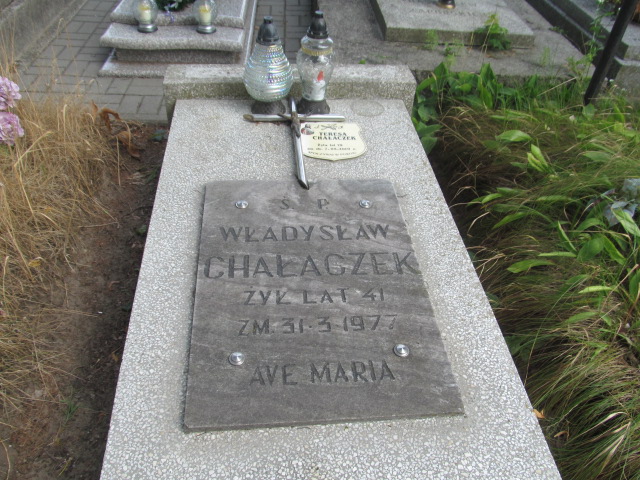 TERESA
CHAŁACZEK
Ś P
WŁADYSŁAW
CHAŁACZEK
ŻYŁ LAT 41
ZM. 31-3-1977
AVE MARIA